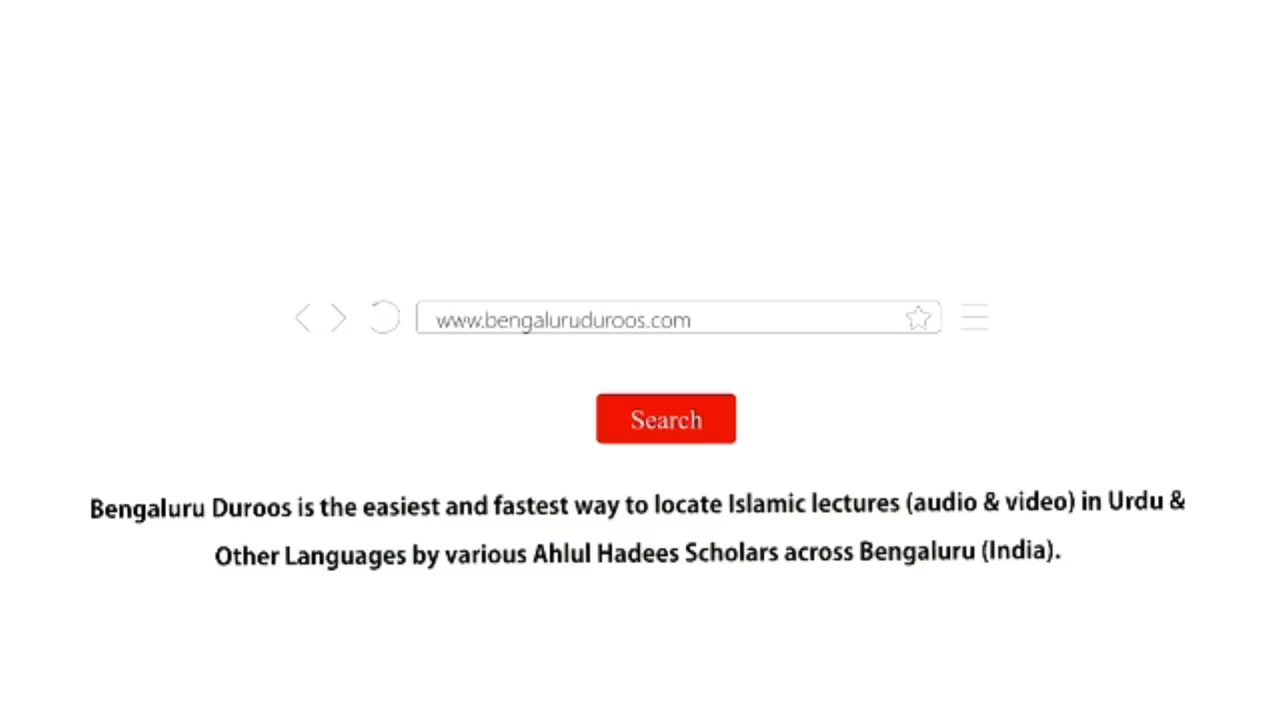 www.bengaluruduroos.com
Search
Bengaluru Duroos is the easiest and fastest way to locate Islamic lectures (audio & video) in Urdu &
Other Languages by various Ahlul Hadees Scholars across Bengaluru (India).